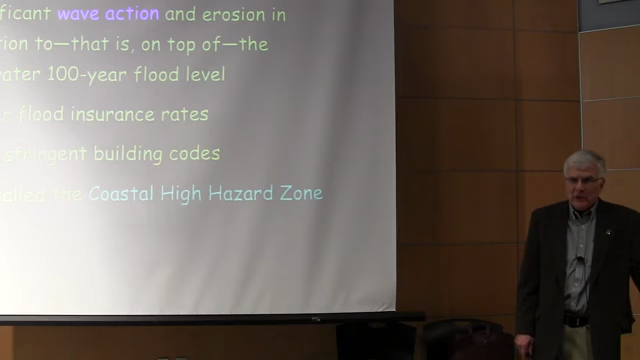 ficant wave action and erosion in
tion to—that is, on top of—the
ater 100-year flood level
r flood insurance rates
stringent building codes
called the Coastal High Hazard Zone